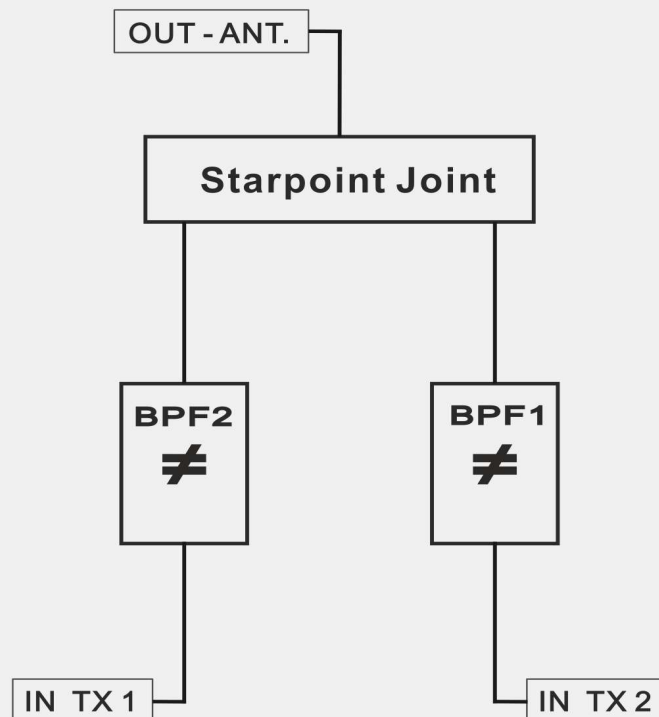 OUT - ANT.
Starpoint Joint
BPF2
≠
BPF1
≠
IN TX 1
IN TX 2